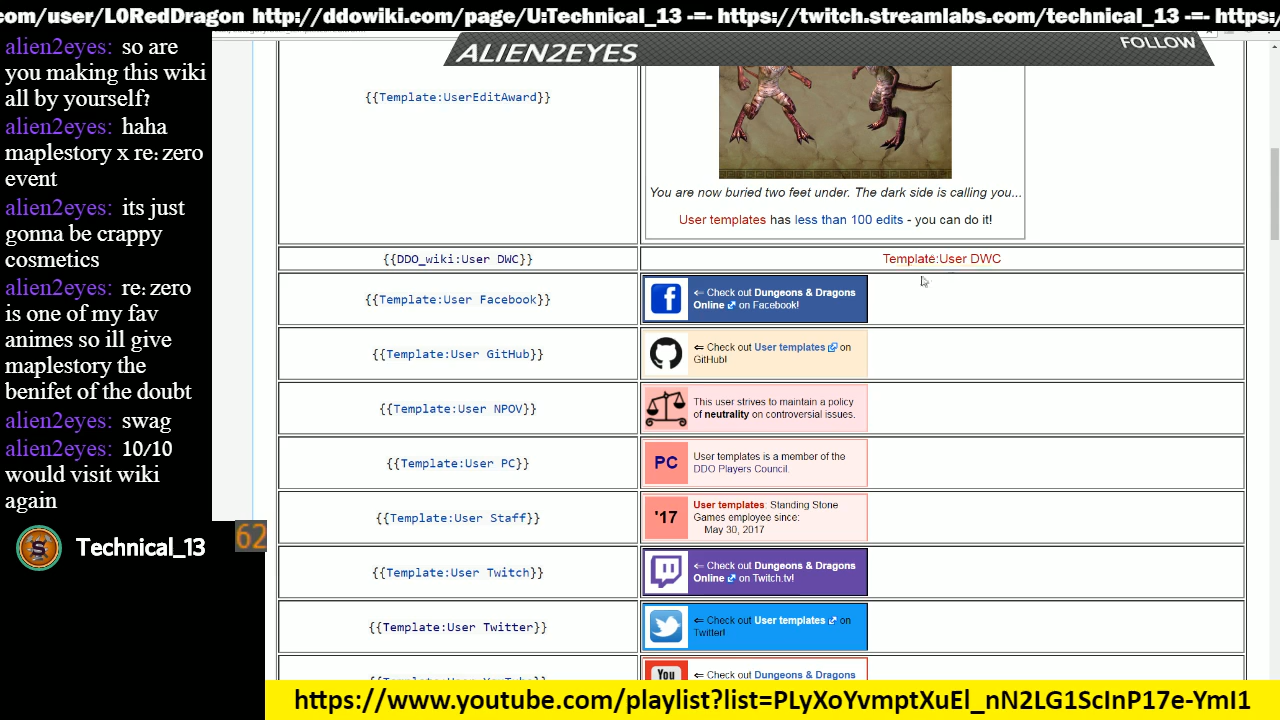 com/user/L0RedDragon http://ddowiki.com/page/U:Technical_13 -=- https://twitch.streamlabs.com/technical_13 -=- https:/
alien2eyes: so are
you making this wiki
all by yourself?
alien2eyes: haha
maplestory x re:zero
event
alien2eyes: its just
gonna be crappy
cosmetics
alien2eyes: re:zero
is one of my fav
animes so ill give
maplestory the
benifet of the doubt
alien2eyes: swag
alien2eyes: 10/10
would visit wiki
again
Technical_13
62
ALIEN2EYES
FOLLOW
{{Template:UserEditAward}}
You are now buried two feet under. The dark side is calling you...
User templates has less than 100 edits - you can do it!
{{DDO_wiki:User DWC}}
Template:User DWC
{{Template:User Facebook}}
⇐ Check out Dungeons & Dragons
Online on Facebook!
{{Template:User GitHub}}
⇐ Check out User templates on
GitHub!
{{Template:User NPOV}}
This user strives to maintain a policy
of neutrality on controversial issues.
{{Template:User PC}}
PC
User templates is a member of the
DDO Players Council.
{{Template:User Staff}}
'17
User templates: Standing Stone
Games employee since:
May 30, 2017
{{Template:User Twitch}}
⇐ Check out Dungeons & Dragons
Online on Twitch.tv!
{{Template:User Twitter}}
⇐ Check out User templates on
Twitter!
{{Template:User YouTube}}
You
⇐ Check out Dungeons & Dragons
https://www.youtube.com/playlist?list=PLyXoYvmptXuEl_nN2LG1ScInP17e-YmI1